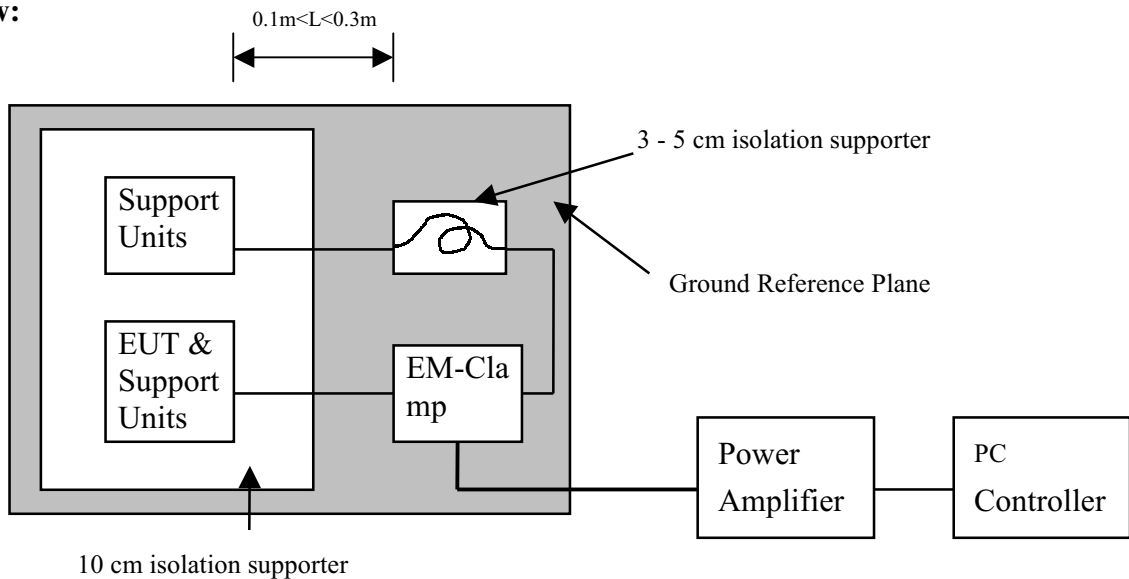 w:
0.1m<L<0.3m
3 - 5 cm isolation supporter
Support
Units
Ground Reference Plane
EUT &
Support
Units
EM-Cla
mp
Power
Amplifier
PC
Controller
10 cm isolation supporter